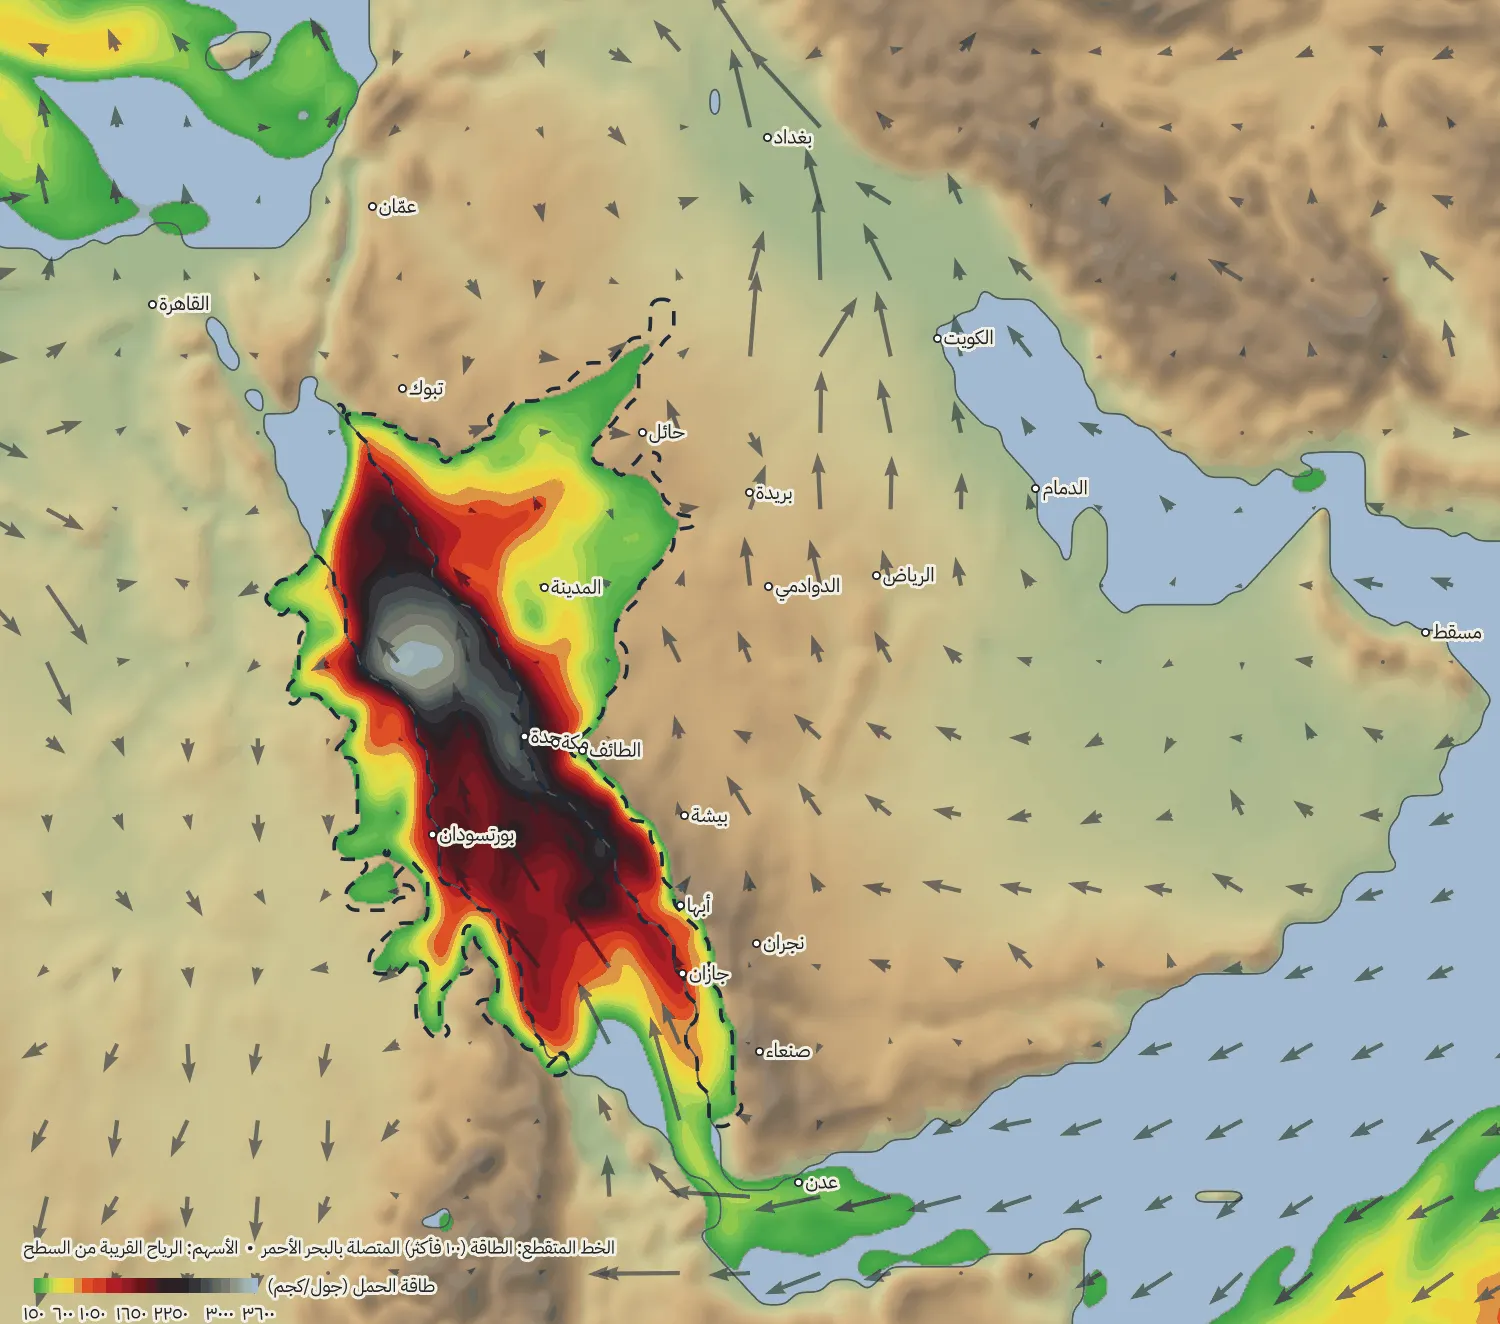 بغداد
عمّان
القاهرة
الكويت
تبوك
حائل
الدمام
بريدة
الرياض
الدوادمي
المدينة
مسقط
جدة
مكة
الطائف
بيشة
بورتسودان
أبها
نجران
جازان
صنعاء
عدن
الخط المتقطع: الطاقة (١٠٠ فأكثر) المتصلة بالبحر الأحمر • الأسهم: الرياح القريبة من السطح
طاقة الحمل (جول/كجم)
١٥٠ ٦٠٠ ١٠٥٠ ١٦٥٠ ٢٢٥٠ ٣٠٠٠ ٣٦٠٠